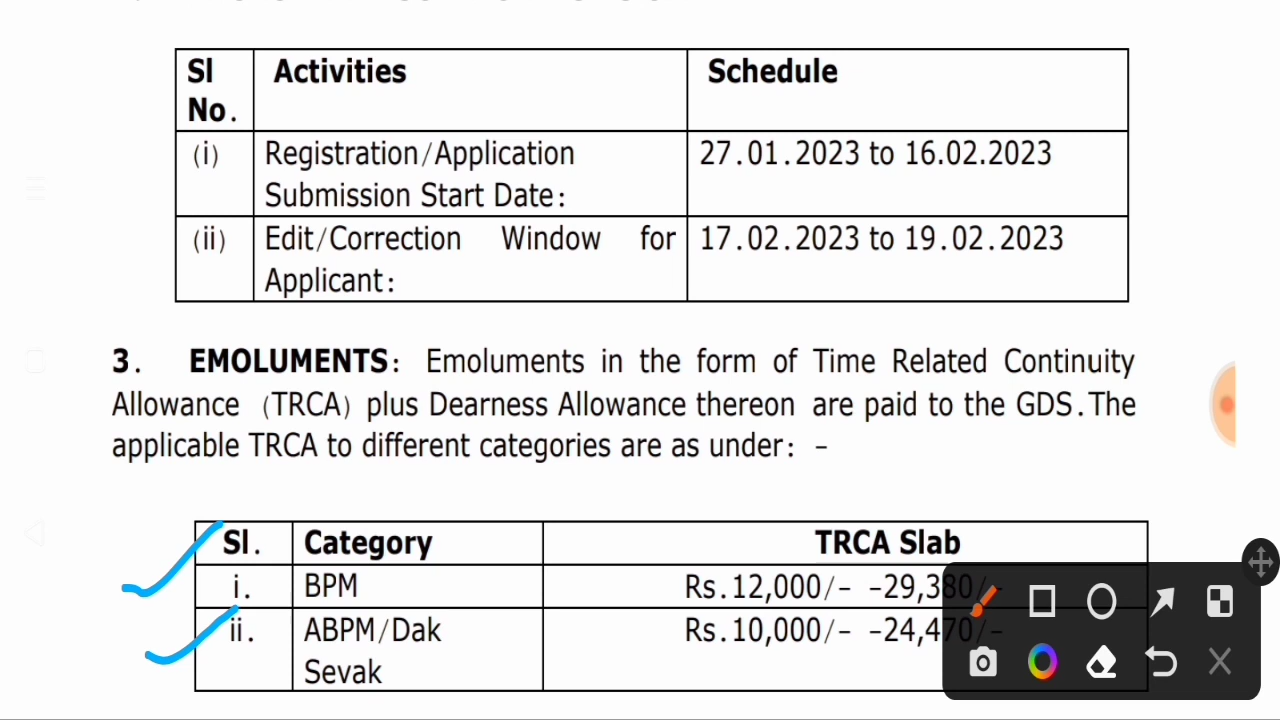 Sl No. Activities Schedule
(i) Registration/Application Submission Start Date: 27.01.2023 to 16.02.2023
(ii) Edit/Correction Window for Applicant: 17.02.2023 to 19.02.2023
3. EMOLUMENTS: Emoluments in the form of Time Related Continuity
Allowance (TRCA) plus Dearness Allowance thereon are paid to the GDS.The
applicable TRCA to different categories are as under: –
Sl. Category TRCA Slab
i. BPM Rs.12,000/- -29,380/-
ii. ABPM/Dak Sevak Rs.10,000/- -24,470/-